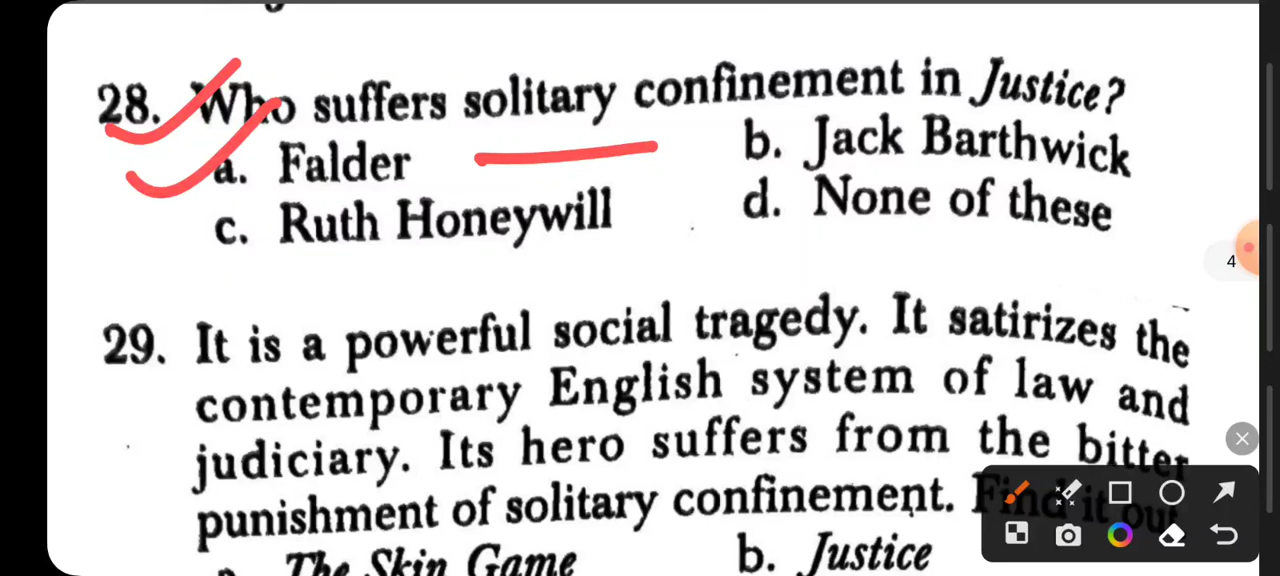 28. Who suffers solitary confinement in Justice?
a. Falder b. Jack Barthwick
c. Ruth Honeywill d. None of these
4
29. It is a powerful social tragedy. It satirizes the
contemporary English system of law and
judiciary. Its hero suffers from the bitter
punishment of solitary confinement. Find it out
a. The Skin Game b. Justice